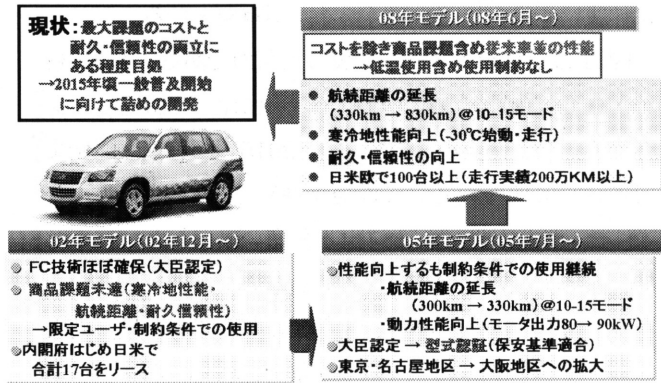 現状：最大課題のコストと
耐久・信頼性の両立に
ある程度目処
→2015年頃一般普及開始
に向けて詰めの開発
08年モデル(08年6月～)
コストを除き商品課題含め従来車並の性能
→低温使用含め使用制約なし
● 航続距離の延長
(330km → 830km)@10-15モード
● 寒冷地性能向上(-30℃始動・走行)
● 耐久・信頼性の向上
● 日米欧で100台以上(走行実績200万KM以上)
02年モデル(02年12月～)
FC技術ほぼ確保(大臣認定)
商品課題未達(寒冷地性能・
航続距離・耐久信頼性)
→限定ユーザ・制約条件での使用
内閣府はじめ日米で
合計17台をリース
05年モデル(05年7月～)
性能向上するも制約条件での使用継続
・航続距離の延長
(300km → 330km)@10-15モード
・動力性能向上(モータ出力80→ 90kW)
大臣認定→ 型式認証(保安基準適合)
東京・名古屋地区→ 大阪地区への拡大